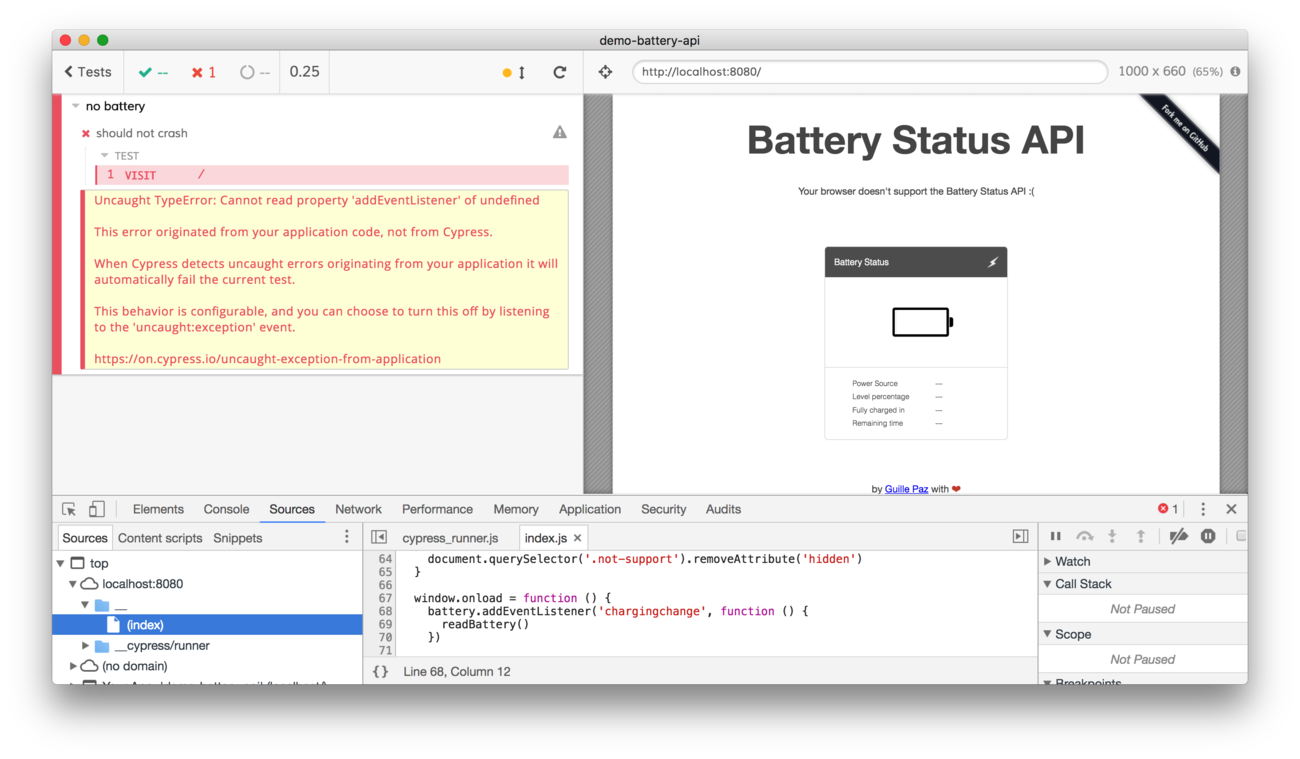 demo-battery-api
Tests
--
1
--
0.25
http://localhost:8080/
1000 x 660 (65%)
no battery
should not crash
TEST
1 VISIT /
Uncaught TypeError: Cannot read property 'addEventListener' of undefined
This error originated from your application code, not from Cypress.
When Cypress detects uncaught errors originating from your application it will
automatically fail the current test.
This behavior is configurable, and you can choose to turn this off by listening
to the 'uncaught:exception' event.
https://on.cypress.io/uncaught-exception-from-application
Fork me on GitHub
Battery Status API
Your browser doesn't support the Battery Status API :(
Battery Status
Power Source —
Level percentage —
Fully charged in —
Remaining time —
by Guille Paz with ❤
Elements Console Sources Network Performance Memory Application Security Audits
1
Sources Content scripts Snippets
top
localhost:8080
__
(index)
__cypress/runner
(no domain)
cypress_runner.js index.js
64 document.querySelector('.not-support').removeAttribute('hidden')
65 }
66
67 window.onload = function () {
68 battery.addEventListener('chargingchange', function () {
69 readBattery()
70 })
71
{} Line 68, Column 12
Watch
Call Stack
Not Paused
Scope
Not Paused
Breakpoints